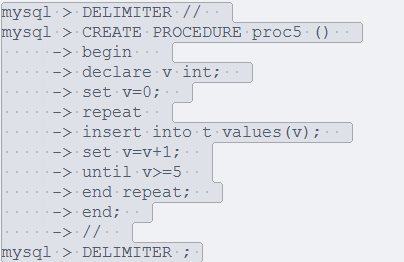 mysql > DELIMITER //
mysql > CREATE PROCEDURE proc5 ()
-> begin
-> declare v int;
-> set v=0;
-> repeat
-> insert into t values(v);
-> set v=v+1;
-> until v>=5
-> end repeat;
-> end;
-> //
mysql > DELIMITER ;